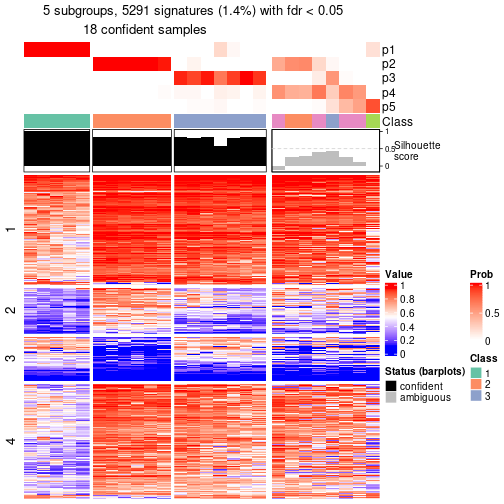 5 subgroups, 5291 signatures (1.4%) with fdr < 0.05
18 confident samples
p1
p2
p3
p4
p5
Class
1
0.5
0
Silhouette
score
1
2
3
4
Value
1
0.8
0.6
0.4
0.2
0
Status (barplots)
confident
ambiguous
Prob
1
0.5
0
Class
1
2
3